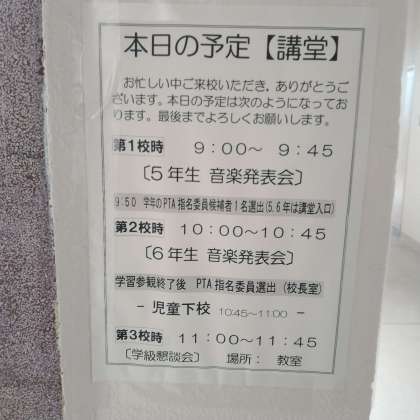 本日の予定【講堂】
お忙しい中ご来校いただき，ありがとうご
ざいます。本日の予定は次のようになってお
ります。最後までよろしくお願いします。
第1校時 9:00～ 9:45
〔5年生 音楽発表会〕
9:50 学年のPTA指名委員候補者1名選出(5.6年は講堂入口)
第2校時 10:00～10:45
〔6年生 音楽発表会〕
学習参観終了後 PTA指名委員選出（校長室）
－ 児童下校 10:45～11:00 －
第3校時 11:00～11:45
〔学級懇談会〕 場所： 教室